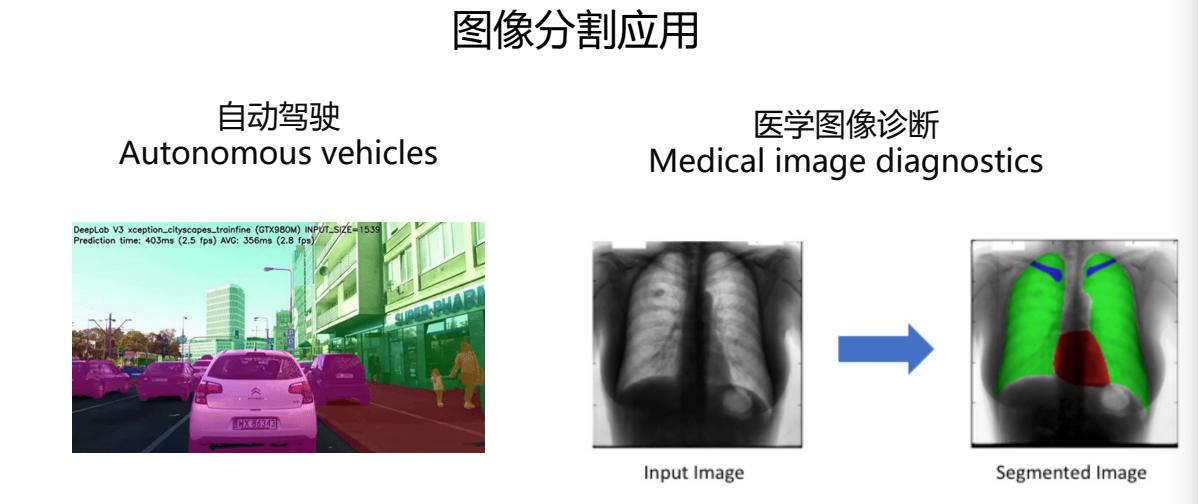 图像分割应用
自动驾驶
Autonomous vehicles
医学图像诊断
Medical image diagnostics
DeepLab V3 xception_cityscapes_trainfine (GTX980M) INPUT_SIZE=1539
Prediction time: 403ms (2.5 fps) AVG: 356ms (2.8 fps)
SUPER-PHARM
WX 86343
Input Image
Segmented Image